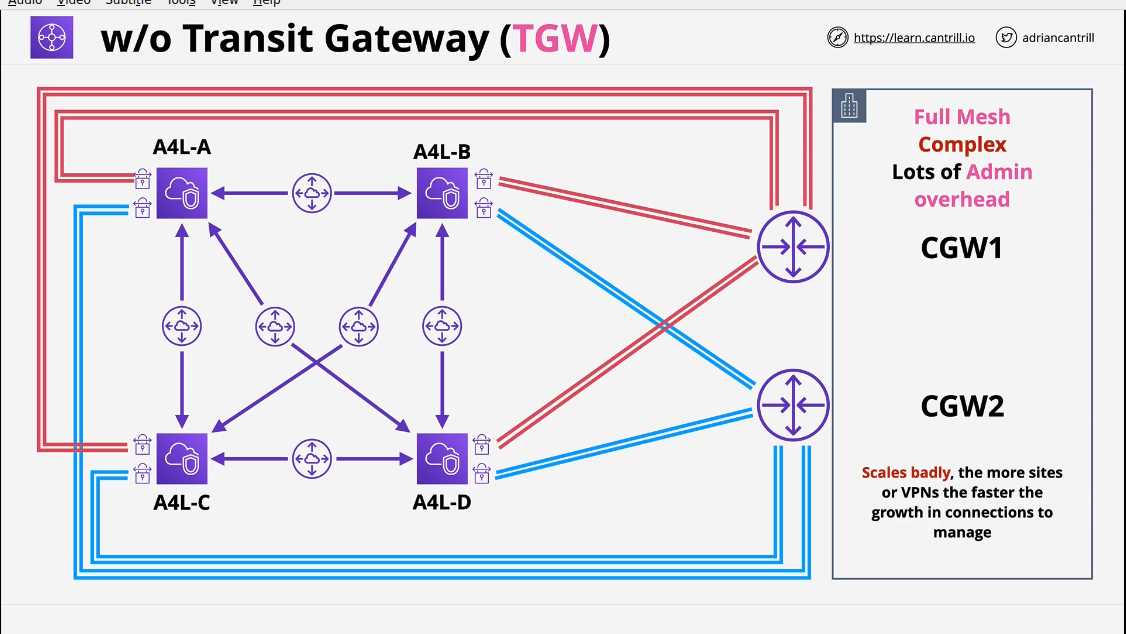 Audio Video Subtitle Tools View Help
w/o Transit Gateway (TGW)
https://learn.cantrill.io
adriancantrill
A4L-A
A4L-B
A4L-C
A4L-D
Full Mesh
Complex
Lots of Admin
overhead
CGW1
CGW2
Scales badly, the more sites
or VPNs the faster the
growth in connections to
manage